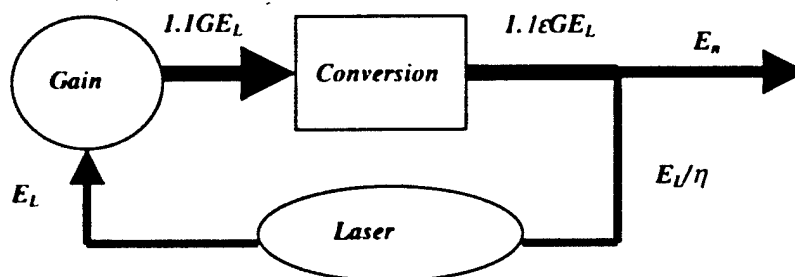 1.1GE_L
1.1εGE_L
E_n
Gain
Conversion
E_L
E_L/η
Laser